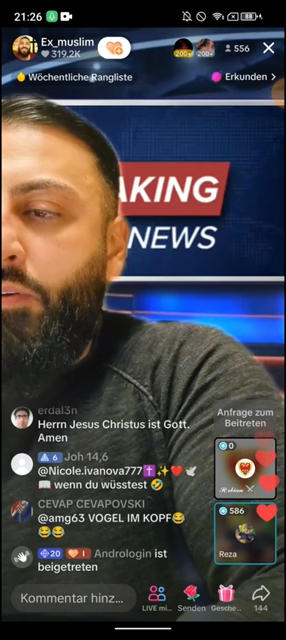 21:26
Ex_muslim
319.2K
200+
200+
556
Wöchentliche Rangliste
Erkunden >
AKING
NEWS
erdal3n
Herrn Jesus Christus ist Gott.
Amen
6 Joh 14,6
@Nicole.ivanova777✝️✨❤️🕊️
📖 wenn du wüsstest 🤣
CEVAP CEVAPOVSKI
@amg63 VOGEL IM KOPF😂
😂😂
20 I Andrologin ist
beigetreten
Anfrage zum
Beitreten
0
586
Reza
Kommentar hinz...
LIVE mi...
Senden
Gesche...
144